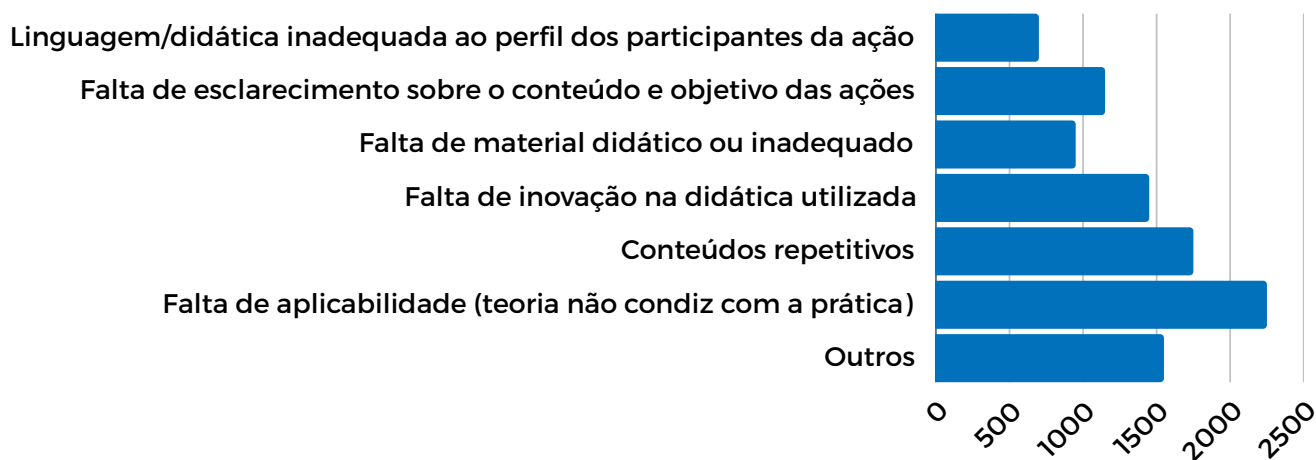 Linguagem/didática inadequada ao perfil dos participantes da ação
Falta de esclarecimento sobre o conteúdo e objetivo das ações
Falta de material didático ou inadequado
Falta de inovação na didática utilizada
Conteúdos repetitivos
Falta de aplicabilidade (teoria não condiz com a prática)
Outros
0 500 1000 1500 2000 2500